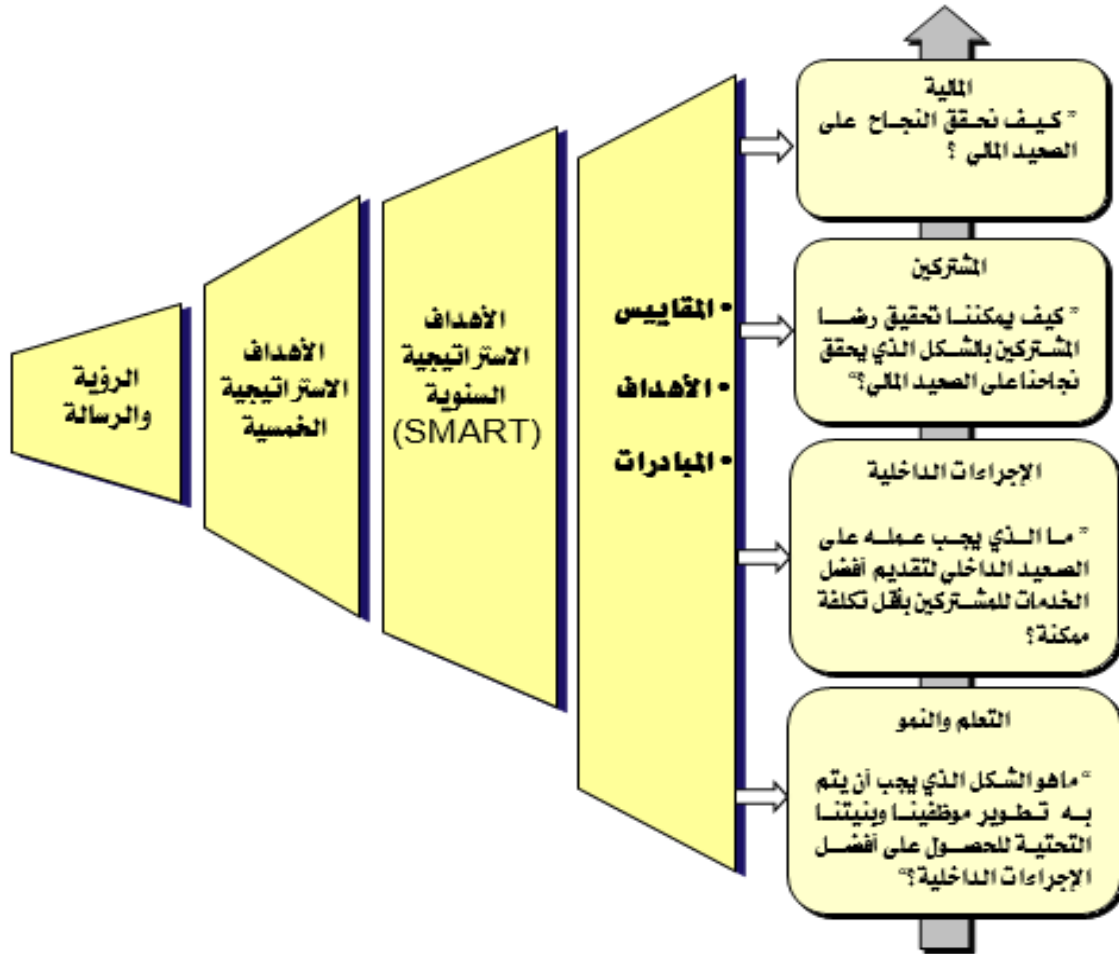 الرؤية
والرسالة
الأهداف
الاستراتيجية
الخمسية
الأهداف
الاستراتيجية
السنوية
(SMART)
• المقاييس
• الأهداف
• المبادرات
المالية
" كيف نحقق النجاح على
الصعيد المالي ؟
المشتركين
" كيف يمكننا تحقيق رضا
المشتركين بالشكل الذي يحقق
نجاحنا على الصعيد المالي؟"
الإجراءات الداخلية
" ما الذي يجب عمله على
الصعيد الداخلي لتقديم أفضل
الخدمات للمشتركين بأقل تكلفة
ممكنة؟
التعلم والنمو
"ماهو الشكل الذي يجب أن يتم
به تطوير موظفينا وبنيتنا
التحتية للحصول على أفضل
الإجراءات الداخلية؟"